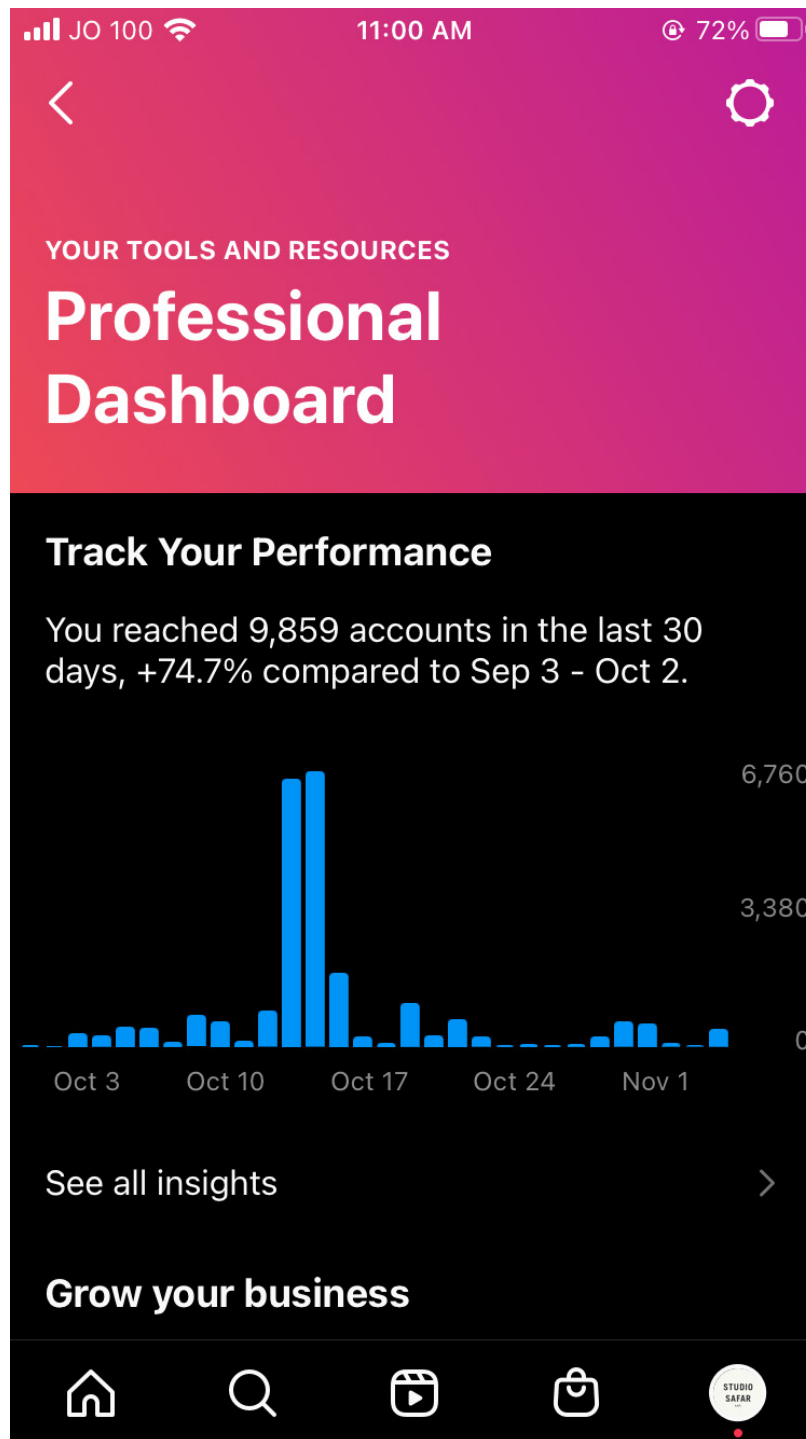 JO 100 11:00 AM 72%
YOUR TOOLS AND RESOURCES
Professional
Dashboard
Track Your Performance
You reached 9,859 accounts in the last 30
days, +74.7% compared to Sep 3 - Oct 2.
6,760
3,380
0
Oct 3 Oct 10 Oct 17 Oct 24 Nov 1
See all insights
Grow your business
STUDIO
SAFAR